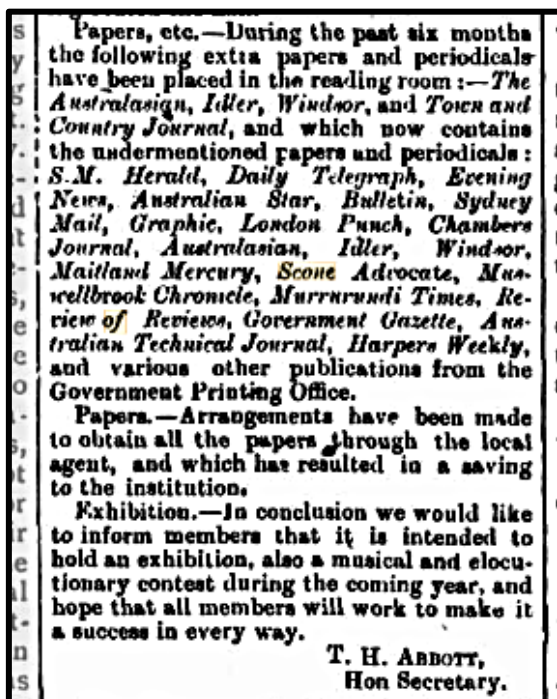 Papers, etc.—During the past six months
the following extra papers and periodicals
have been placed in the reading room :—The
Australasian, Idler, Windsor, and Town and
Country Journal, and which now contains
the undermentioned papers and periodicals :
S.M. Herald, Daily Telegraph, Evening
News, Australian Star, Bulletin, Sydney
Mail, Graphic, London Punch, Chambers
Journal, Australasian, Idler, Windsor,
Maitland Mercury, Scone Advocate, Mus-
wellbrook Chronicle, Murrurundi Times, Re-
view of Reviews, Government Gazette, Aus-
tralian Technical Journal, Harpers Weekly,
and various other publications from the
Government Printing Office.
Papers.—Arrangements have been made
to obtain all the papers through the local
agent, and which has resulted in a saving
to the institution.
Exhibition.—In conclusion we would like
to inform members that it is intended to
hold an exhibition, also a musical and elocu-
tionary contest during the coming year, and
hope that all members will work to make it
a success in every way.
T. H. ABBOTT,
Hon Secretary.